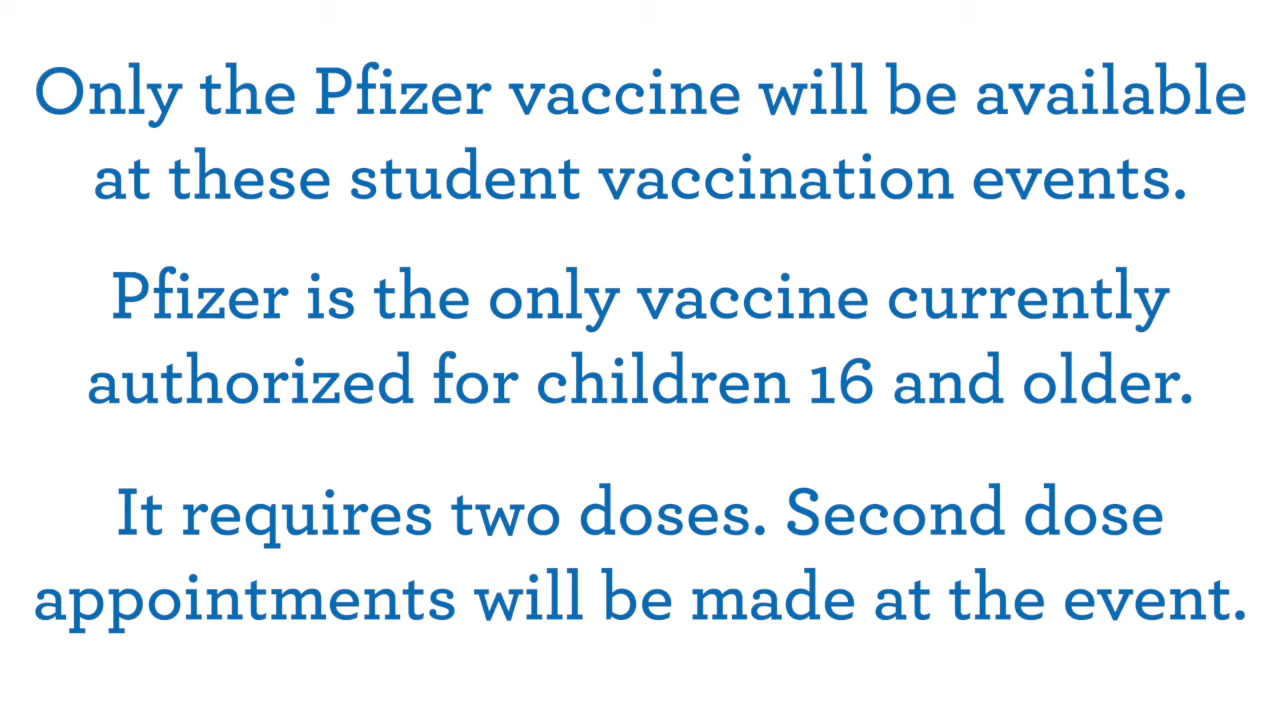 Only the Pfizer vaccine will be available
at these student vaccination events.
Pfizer is the only vaccine currently
authorized for children 16 and older.
It requires two doses. Second dose
appointments will be made at the event.